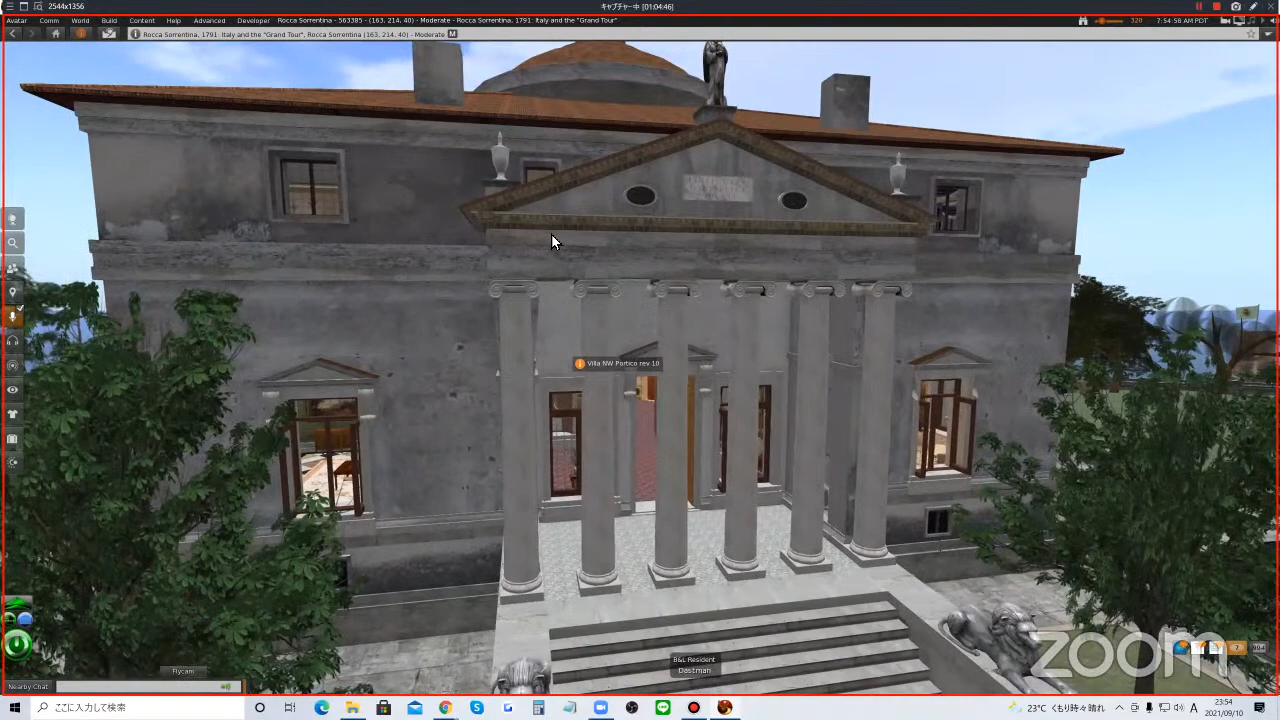 2544x1356
キャプチャー中 [01:04:46]
Avatar Comm World Build Content Help Advanced Developer Rocca Sorrentina - 563385 - (163, 214, 40) - Moderate - Rocca Sorrentina, 1791: Italy and the "Grand Tour"
320 7:54:58 AM PDT
Rocca Sorrentina, 1791: Italy and the "Grand Tour", Rocca Sorrentina (163, 214, 40) - Moderate M
Villa NW Portico rev 10
zoom
B&L Resident
Dastman
Flycam
Nearby Chat
ここに入力して検索
23°C くもり時々晴れ
A
23:54
2021/09/10